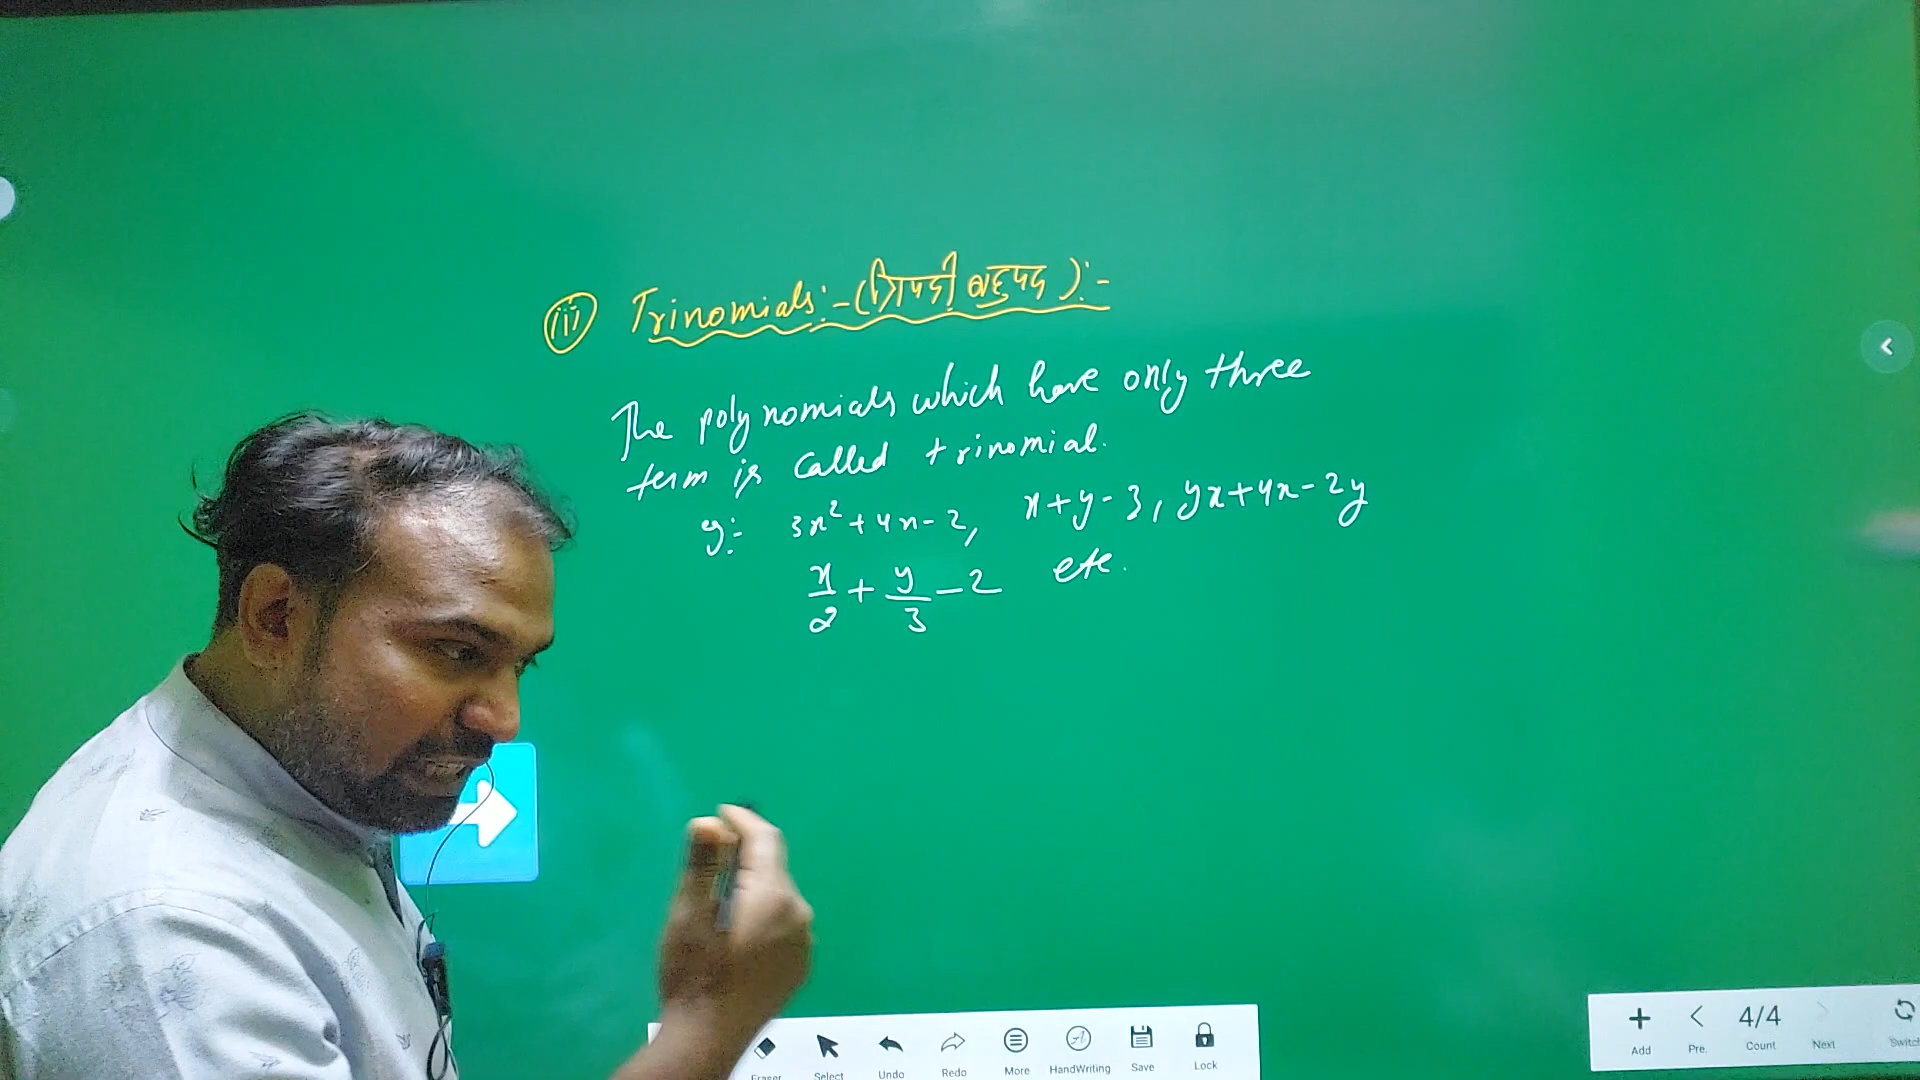 (iii) Trinomials:-(त्रिपदी बहुपद):-
The polynomials which have only three
term is called trinomial.
g:- 3x²+4x-2, x+y-3, yx+4x-2y
x/2 + y/3 -2 etc.
Eraser Select Undo Redo More HandWriting Save Lock
4/4
Add Pre. Count Next Switch